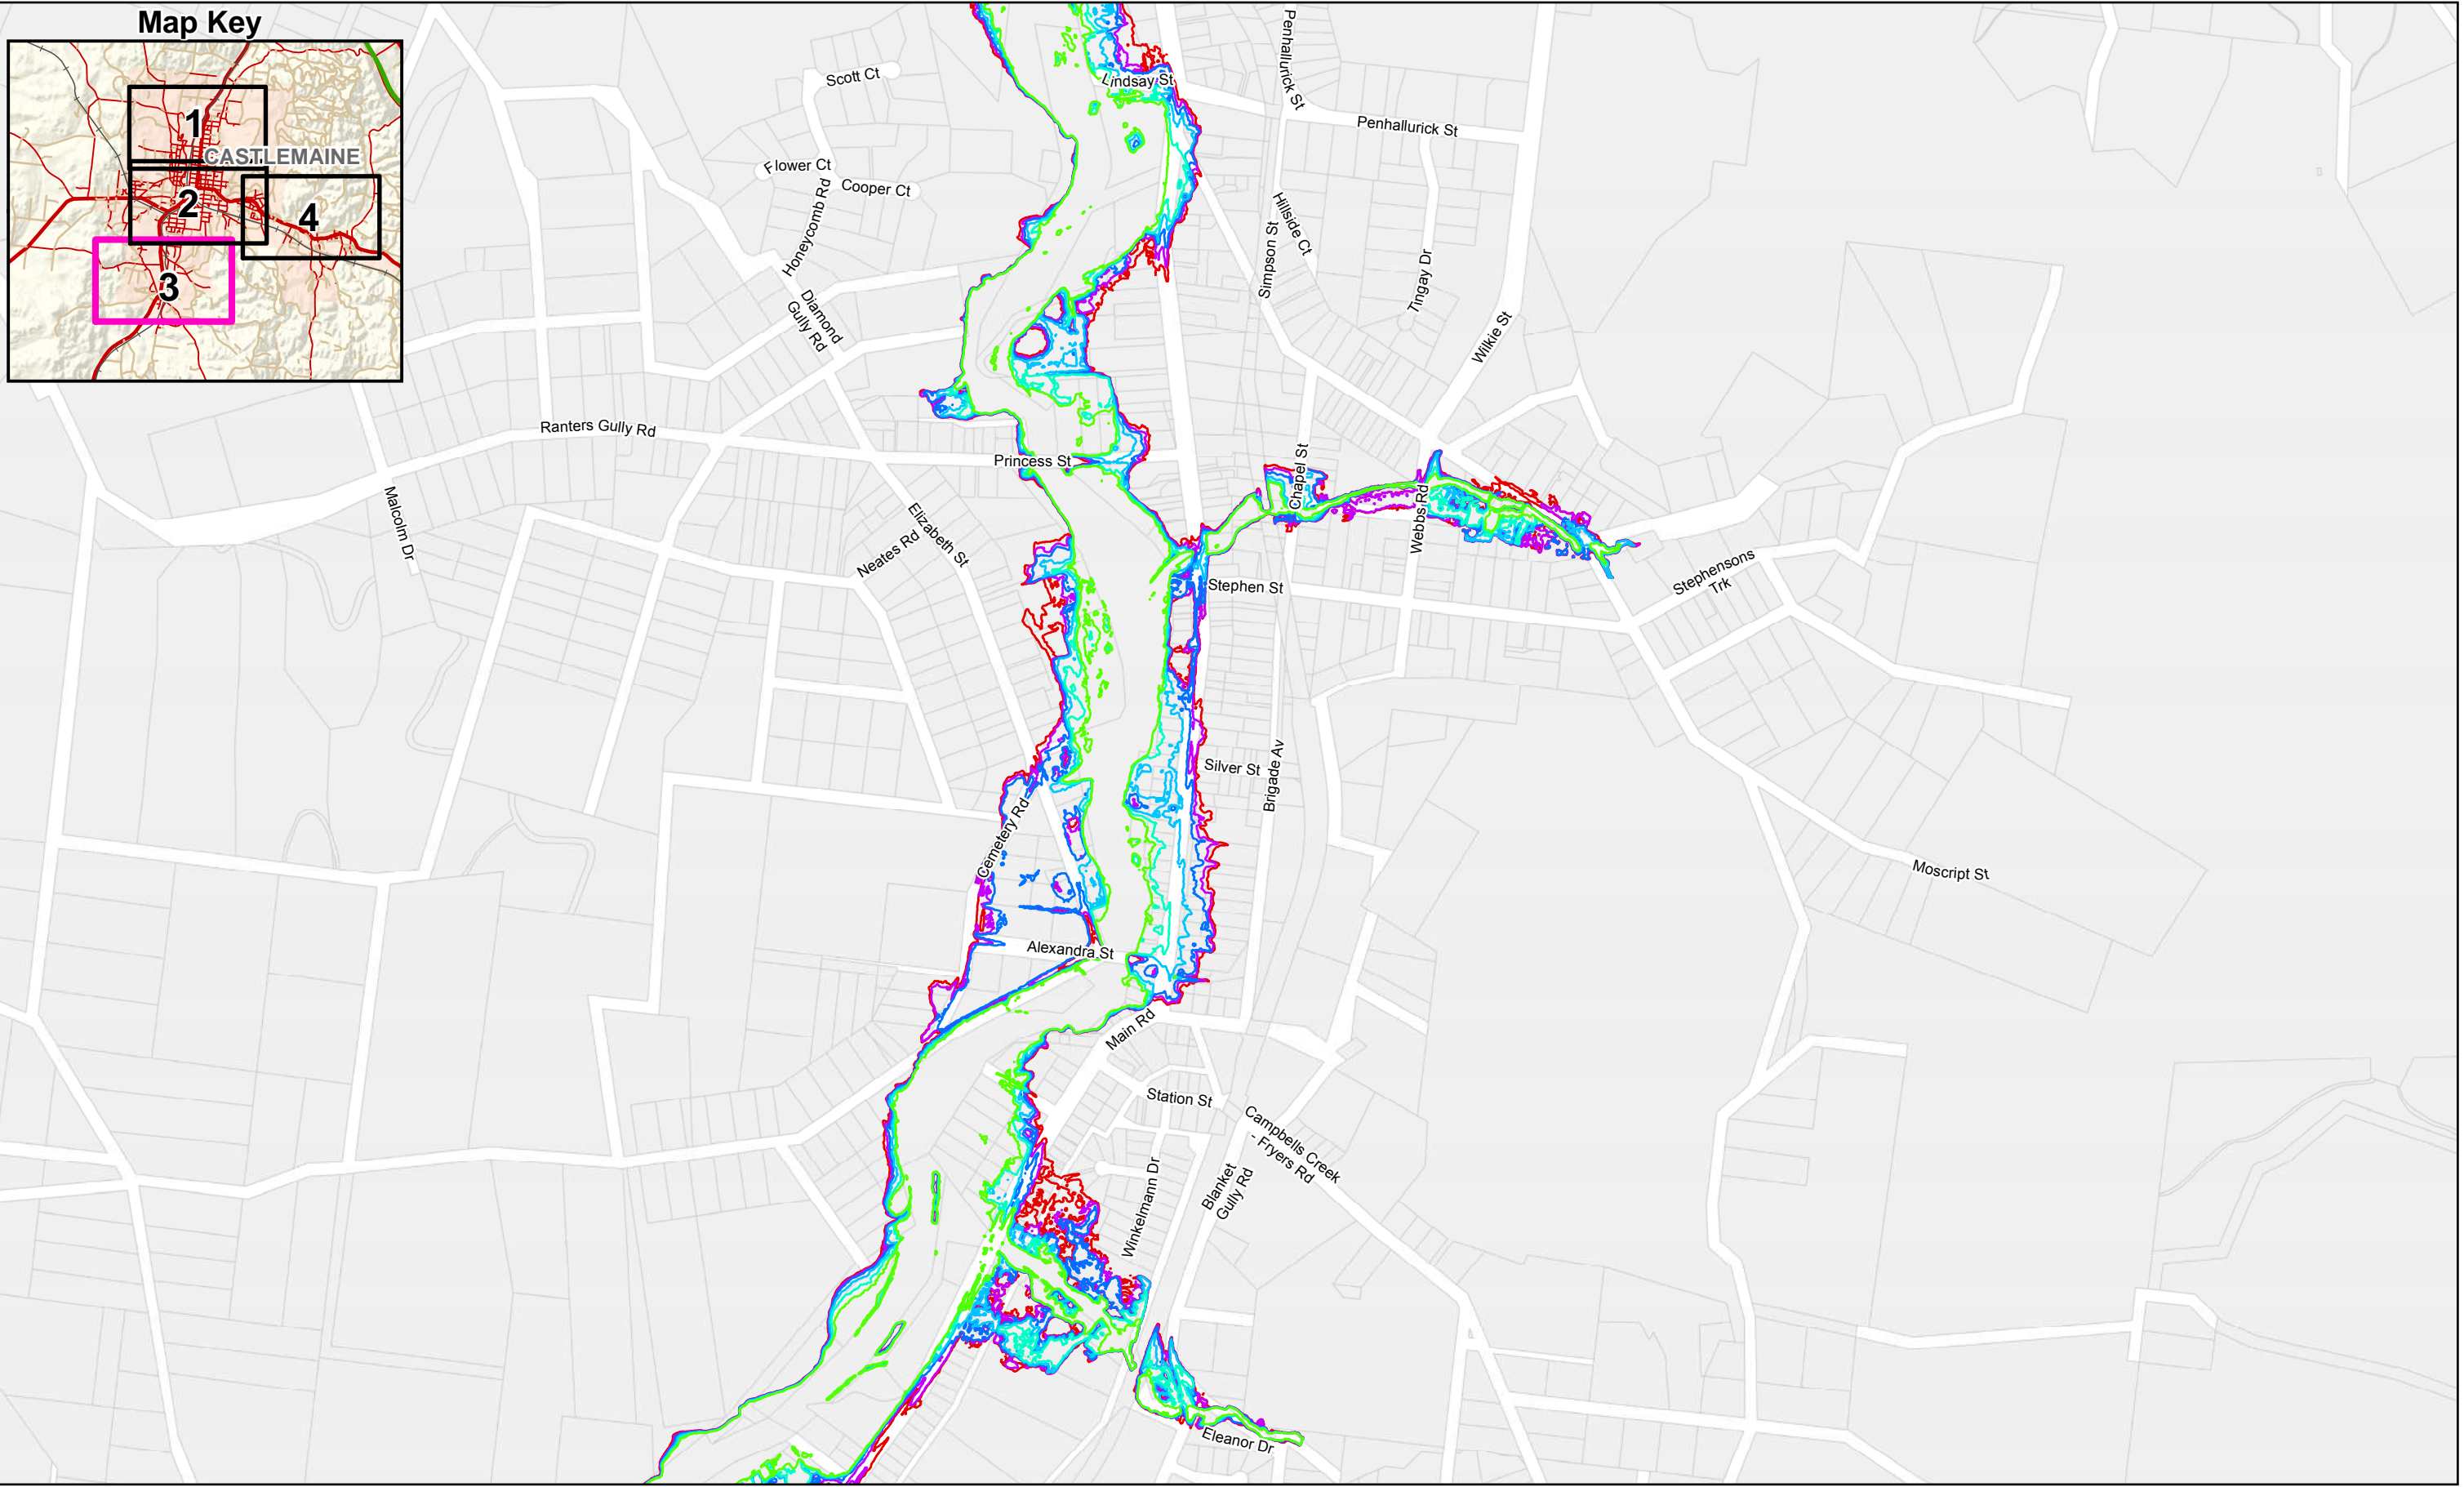 Map Key
1
CASTLEMAINE
2
4
3
Scott Ct
Flower Ct
Cooper Ct
Honeycomb Rd
Diamond
Gully Rd
Lindsay St
Penhallurick St
Penhallurick St
Hillside Ct
Simpson St
Tingay Dr
Wilkie St
Ranters Gully Rd
Princess St
Chapel St
Webbs Rd
Malcolm Dr
Elizabeth St
Neates Rd
Stephen St
Stephensons
Trk
Silver St
Brigade Av
Cemetery Rd
Moscript St
Alexandra St
Main Rd
Station St
Campbells Creek
- Fryers Rd
Blanket
Gully Rd
Winkelmann Dr
Eleanor Dr